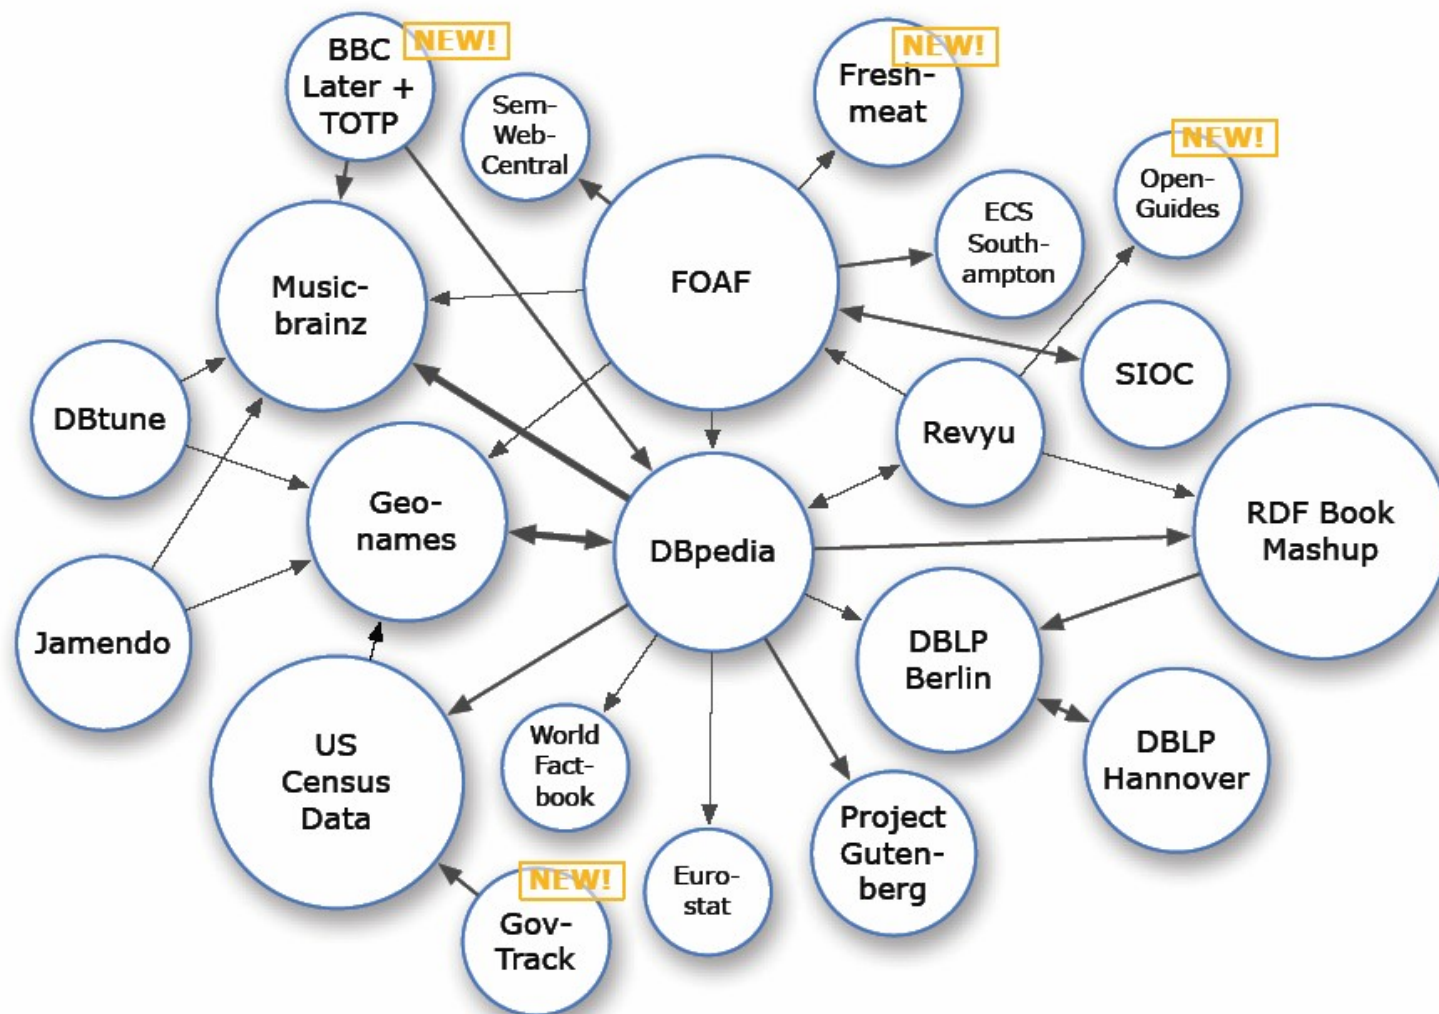 BBC
Later +
TOTP
NEW!
Sem-
Web-
Central
NEW!
Fresh-
meat
NEW!
Open-
Guides
ECS
South-
ampton
FOAF
Music-
brainz
SIOC
DBtune
Revyu
Geo-
names
DBpedia
RDF Book
Mashup
Jamendo
DBLP
Berlin
US
Census
Data
World
Fact-
book
DBLP
Hannover
Project
Guten-
berg
Euro-
stat
NEW!
Gov-
Track